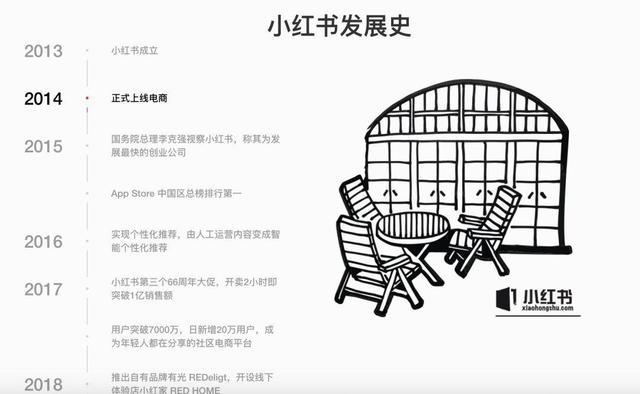 小红书发展史
2013
小红书成立
2014
正式上线电商
2015
国务院总理李克强视察小红书，称其为发
展最快的创业公司
App Store 中国区总榜排行第一
2016
实现个性化推荐，由人工运营内容变成智
能个性化推荐
2017
小红书第三个66周年大促，开卖2小时即
突破1亿销售额
用户突破7000万，日新增20万用户，成
为年轻人都在分享的社区电商平台
2018
推出自有品牌有光 REDeligt，开设线下
体验店小红家 RED HOME
小红书
xiaohongshu.com